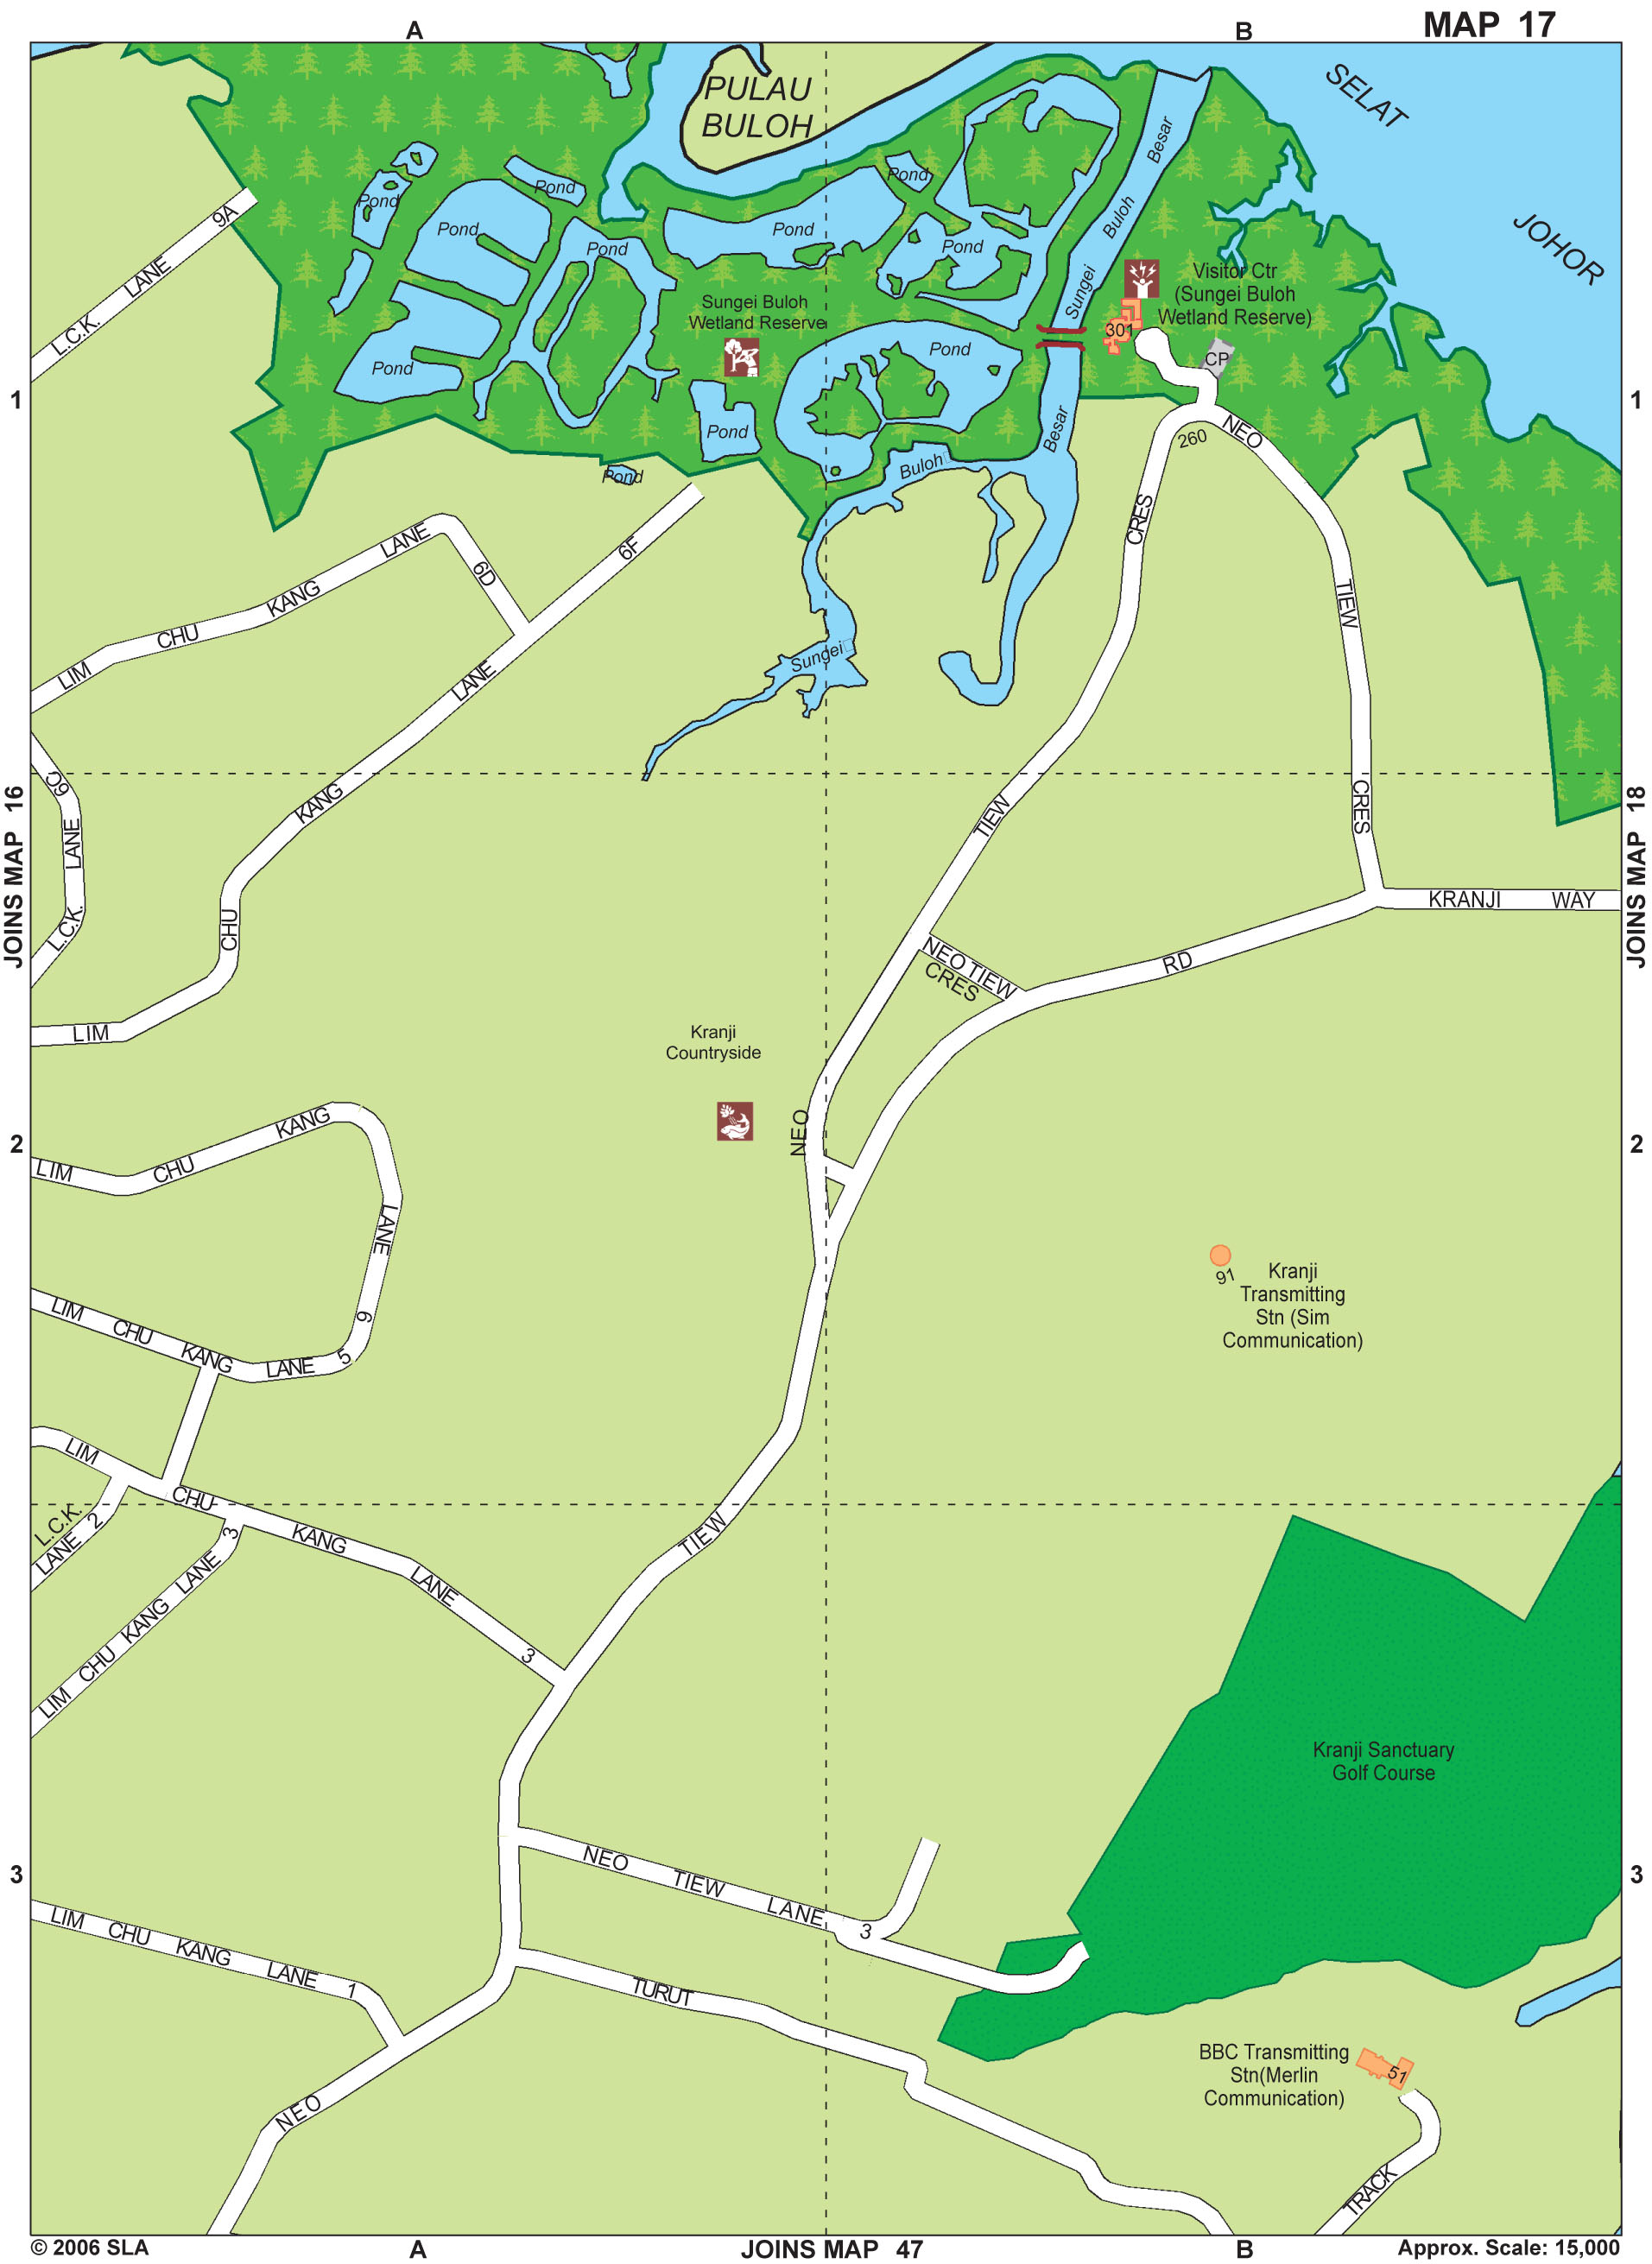 MAP 17
A
B
PULAU
BULOH
SELAT
JOHOR
Besar
Buloh
Sungei
Pond
Pond
Pond
Pond
Pond
Pond
Pond
Pond
Pond
Pond
Pond
Pond
9A
LANE
L.C.K.
Sungei Buloh
Wetland Reserve
Visitor Ctr
(Sungei Buloh
Wetland Reserve)
301
CP
1
1
260
NEO
TIEW
CRES
CRES
TIEW
NEO
Besar
Buloh
Sungei
LIM CHU KANG LANE 6D
LIM CHU KANG LANE 6F
L.C.K. LANE 6C
JOINS MAP 16
JOINS MAP 18
KRANJI WAY
RD
NEO TIEW
CRES
Kranji
Countryside
2
2
LIM CHU KANG LANE 6
LIM CHU KANG LANE 5
91
Kranji
Transmitting
Stn (Sim
Communication)
LIM CHU KANG LANE 3
L.C.K.
LANE 2
LIM CHU KANG LANE 3
TIEW
Kranji Sanctuary
Golf Course
3
3
NEO TIEW LANE 3
LIM CHU KANG LANE 1
TURUT
NEO
BBC Transmitting
Stn(Merlin
Communication)
51
TRACK
© 2006 SLA
A
JOINS MAP 47
B
Approx. Scale: 15,000